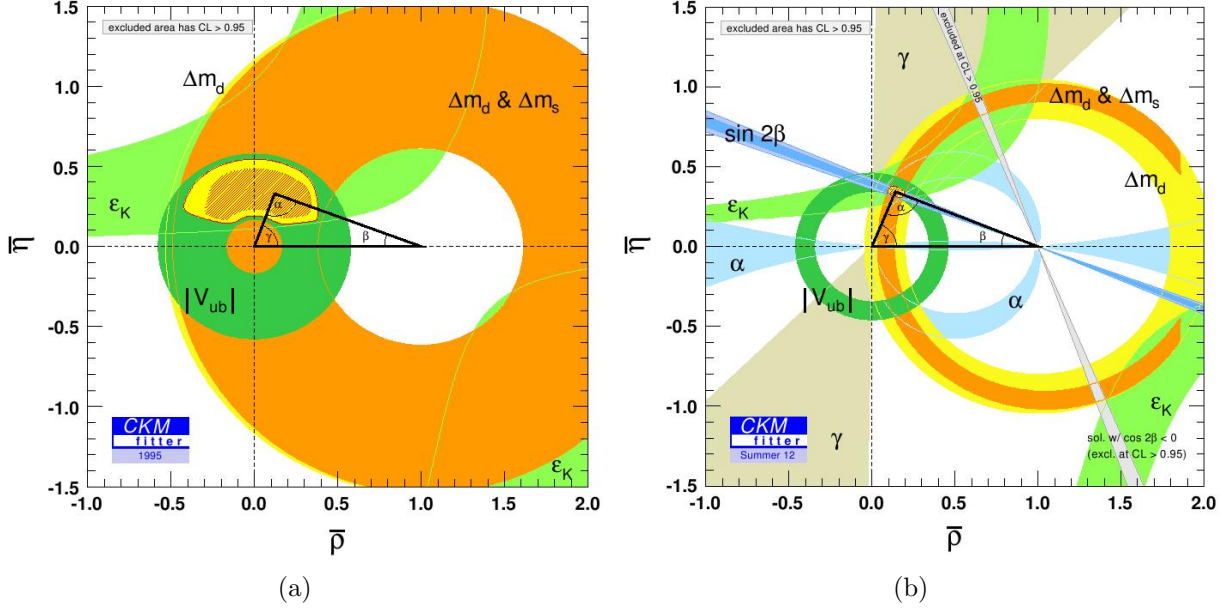 excluded area has CL > 0.95
Δm_d
Δm_d & Δm_s
ε_K
α
γ
β
|V_ub|
ε_K
CKM
fitter
1995
1.5
1.0
0.5
0.0
-0.5
-1.0
-1.5
-1.0
-0.5
0.0
0.5
1.0
1.5
2.0
η̅
ρ̅
(a)
excluded area has CL > 0.95
excluded at CL > 0.95
γ
Δm_d & Δm_s
sin 2β
Δm_d
ε_K
α
γ
β
α
|V_ub|
α
ε_K
γ
sol. w/ cos 2β < 0
(excl. at CL > 0.95)
CKM
fitter
Summer 12
1.5
1.0
0.5
0.0
-0.5
-1.0
-1.5
-1.0
-0.5
0.0
0.5
1.0
1.5
2.0
η̅
ρ̅
(b)